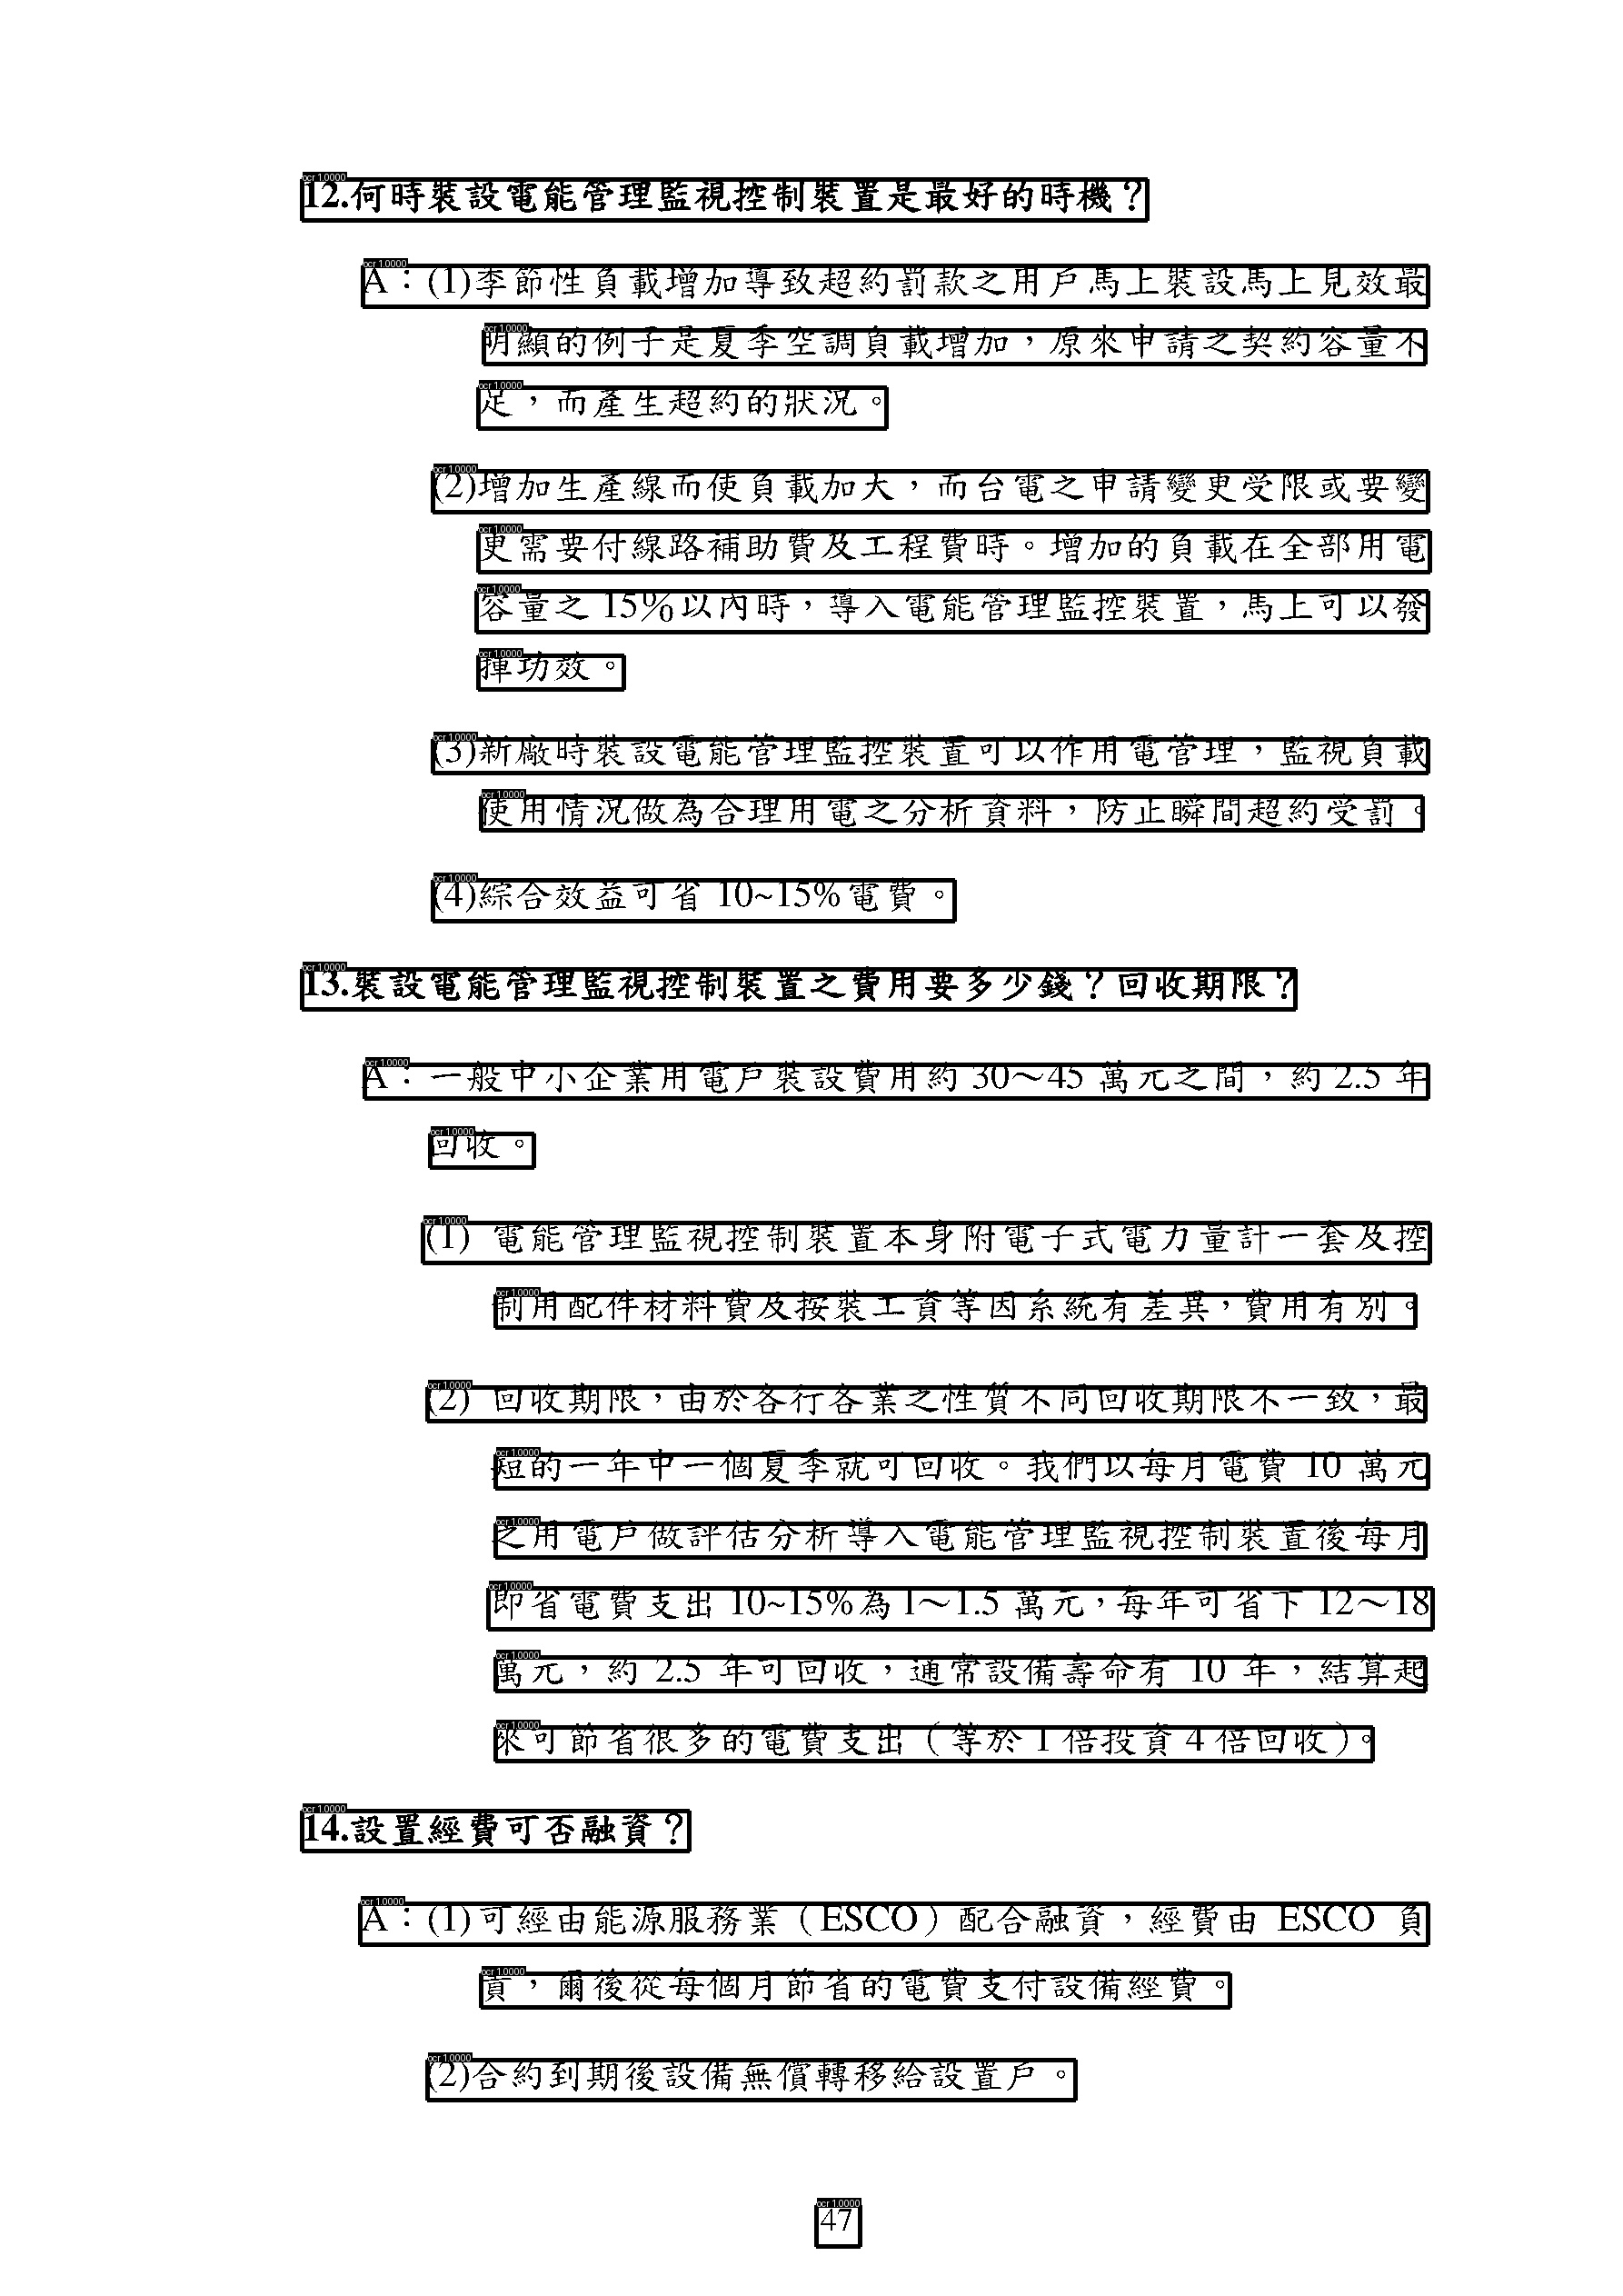 12.何時裝設電能管理監視控制裝置是最好的時機？
A：(1)季節性負載增加導致超約罰款之用戶馬上裝設馬上見效最
明顯的例子是夏季空調負載增加，原來申請之契約容量不
足，而產生超約的狀況。
(2)增加生產線而使負載加大，而台電之申請變更受限或要變
更需要付線路補助費及工程費時。增加的負載在全部用電
容量之 15%以內時，導入電能管理監控裝置，馬上可以發
揮功效。
(3)新廠時裝設電能管理監控裝置可以作用電管理，監視負載
使用情況做為合理用電之分析資料，防止瞬間超約受罰。
(4)綜合效益可省 10~15%電費。
13.裝設電能管理監視控制裝置之費用要多少錢？回收期限？
A：一般中小企業用電戶裝設費用約 30～45 萬元之間，約 2.5 年
回收。
(1) 電能管理監視控制裝置本身附電子式電力量計一套及控
制用配件材料費及按裝工資等因系統有差異，費用有別。
(2) 回收期限，由於各行各業之性質不同回收期限不一致，最
短的一年中一個夏季就可回收。我們以每月電費 10 萬元
之用電戶做評估分析導入電能管理監視控制裝置後每月
即省電費支出 10~15%為 1～1.5 萬元，每年可省下 12～18
萬元，約 2.5 年可回收，通常設備壽命有 10 年，結算起
來可節省很多的電費支出（等於 1 倍投資 4 倍回收）。
14.設置經費可否融資？
A：(1)可經由能源服務業（ESCO）配合融資，經費由 ESCO 負
責，爾後從每個月節省的電費支付設備經費。
(2)合約到期後設備無償轉移給設置戶。
47